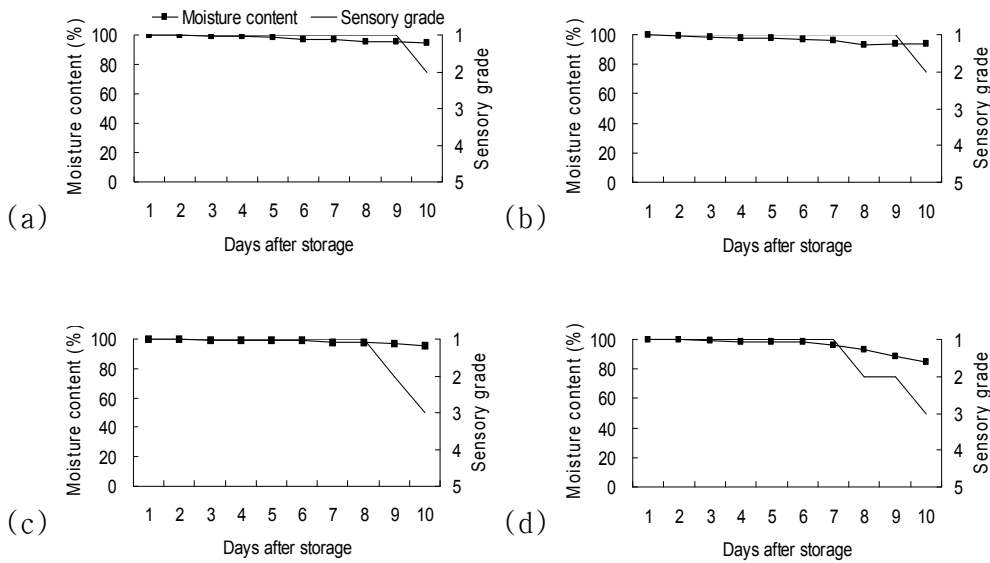 Moisture content
Sensory grade
Moisture content (%)
100
80
60
40
20
0
1
2
3
4
5
Sensory grade
1 2 3 4 5 6 7 8 9 10
Days after storage
(a)
Moisture content (%)
100
80
60
40
20
0
1
2
3
4
5
Sensory grade
1 2 3 4 5 6 7 8 9 10
Days after storage
(b)
Moisture content (%)
100
80
60
40
20
0
1
2
3
4
5
Sensory grade
1 2 3 4 5 6 7 8 9 10
Days after storage
(c)
Moisture content (%)
100
80
60
40
20
0
1
2
3
4
5
Sensory grade
1 2 3 4 5 6 7 8 9 10
Days after storage
(d)